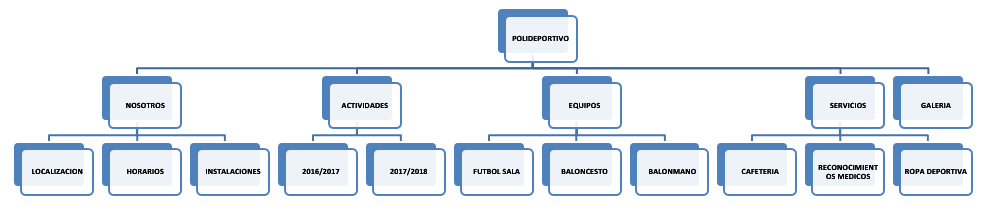 POLIDEPORTIVO
NOSOTROS
ACTIVIDADES
EQUIPOS
SERVICIOS
GALERIA
LOCALIZACION
HORARIOS
INSTALACIONES
2016/2017
2017/2018
FUTBOL SALA
BALONCESTO
BALONMANO
CAFETERIA
RECONOCIMIENT
OS MEDICOS
ROPA DEPORTIVA